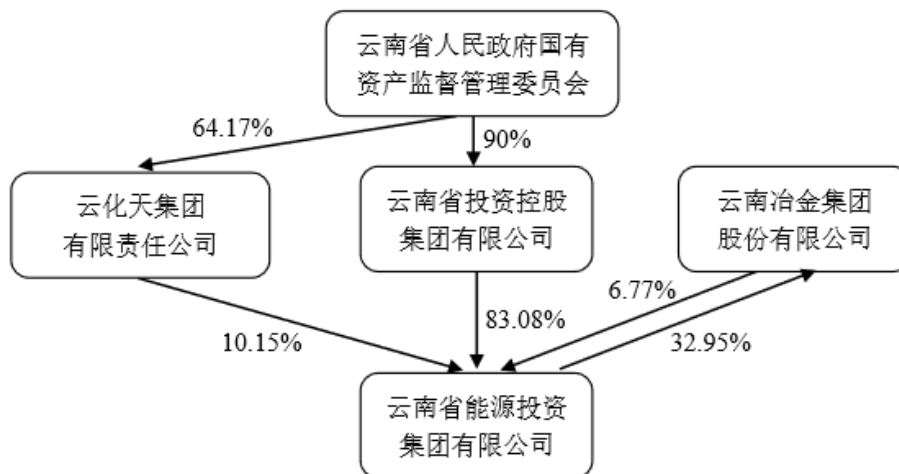 云南省人民政府国有
资产监督管理委员会
64.17%
90%
云化天集团
有限责任公司
云南省投资控股
集团有限公司
云南冶金集团
股份有限公司
10.15%
83.08%
6.77%
32.95%
云南省能源投资
集团有限公司